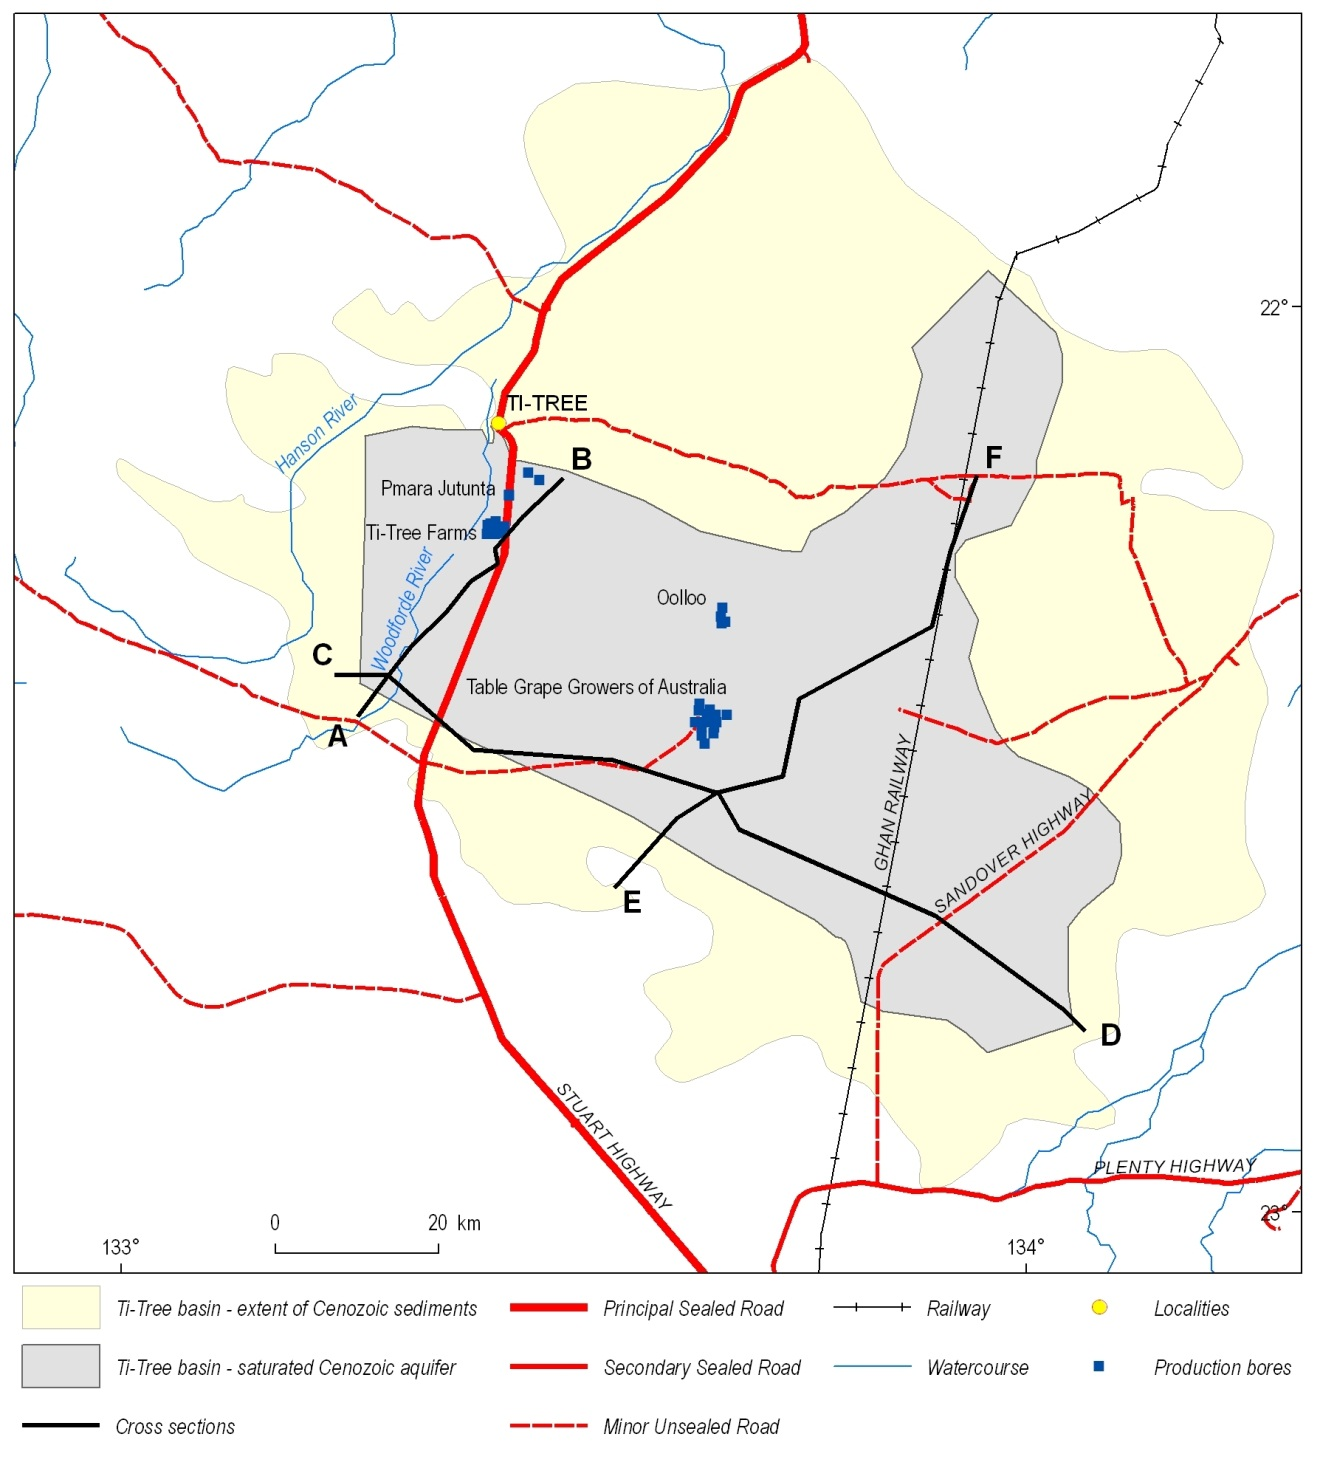 22°
TI-TREE
Hanson River
B
F
Pmara Jutunta
Ti-Tree Farms
Woodforde River
Oolloo
C
Table Grape Growers of Australia
A
GHAN RAILWAY
SANDOVER HIGHWAY
E
D
STUART HIGHWAY
PLENTY HIGHWAY
23°
0 20 km
133°
134°
Ti-Tree basin - extent of Cenozoic sediments
Principal Sealed Road
Railway
Localities
Ti-Tree basin - saturated Cenozoic aquifer
Secondary Sealed Road
Watercourse
Production bores
Cross sections
Minor Unsealed Road